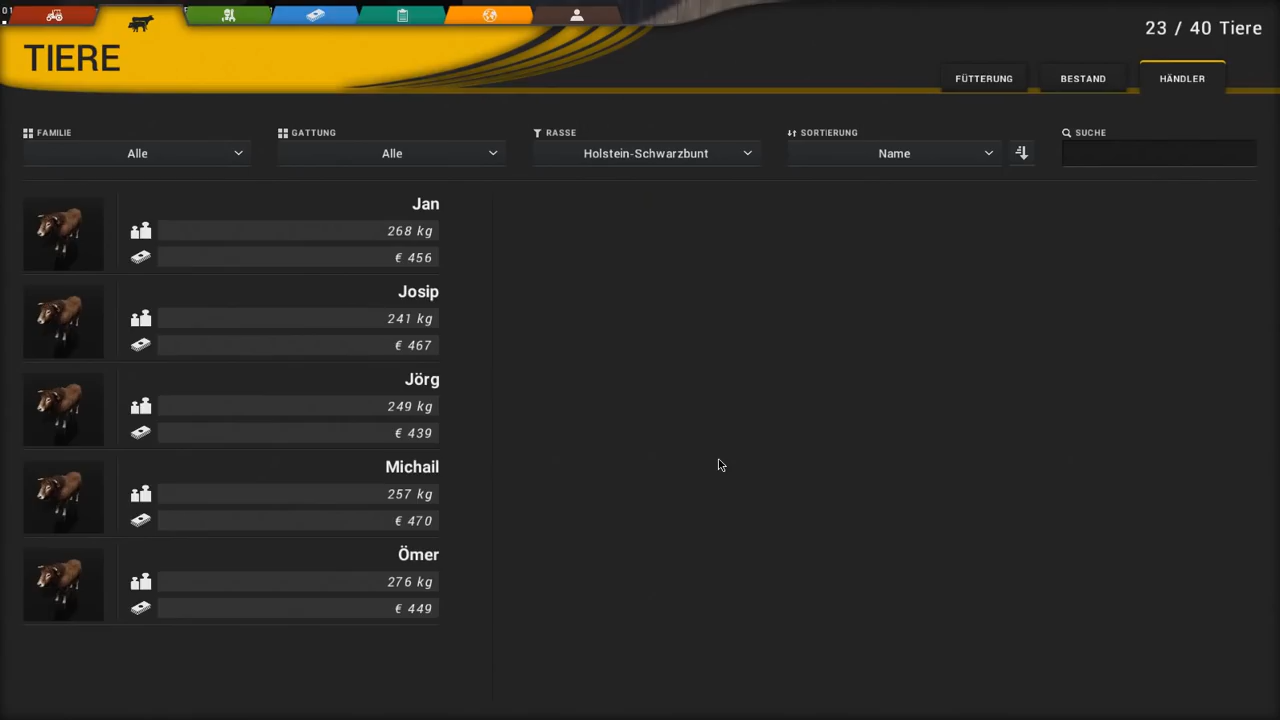 23 / 40 Tiere
TIERE
FÜTTERUNG
BESTAND
HÄNDLER
FAMILIE
GATTUNG
RASSE
SORTIERUNG
SUCHE
Alle
Alle
Holstein-Schwarzbunt
Name
Jan
268 kg
€ 456
Josip
241 kg
€ 467
Jörg
249 kg
€ 439
Michail
257 kg
€ 470
Ömer
276 kg
€ 449